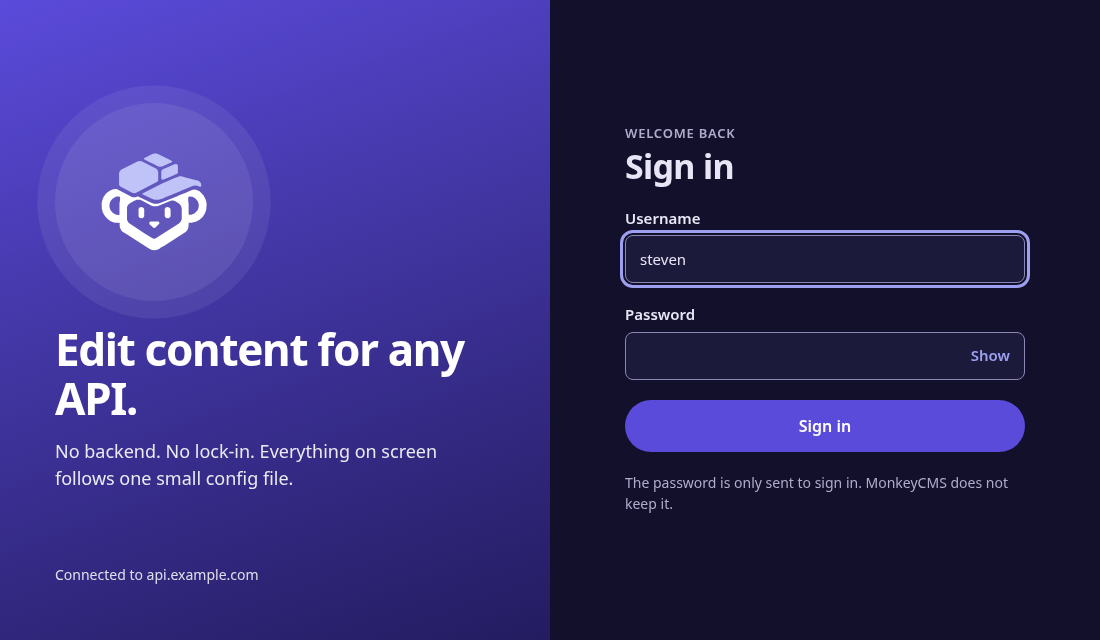 Edit content for any
API.
No backend. No lock-in. Everything on screen
follows one small config file.
Connected to api.example.com
WELCOME BACK
Sign in
Username
steven
Password
Show
Sign in
The password is only sent to sign in. MonkeyCMS does not
keep it.